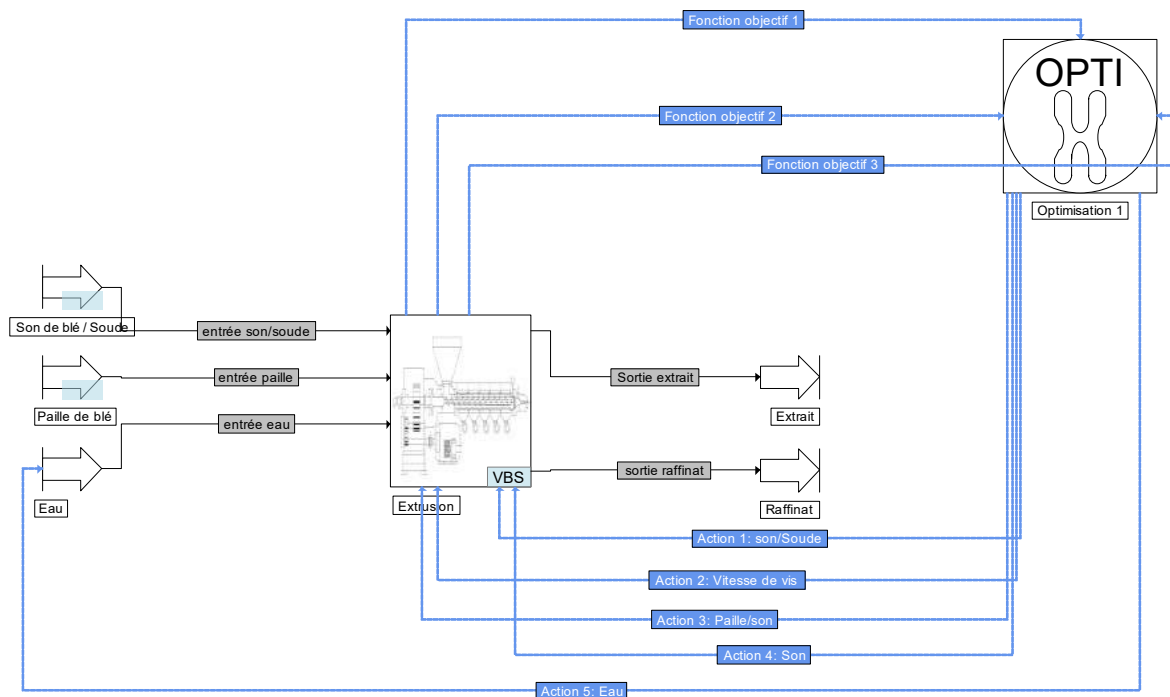 Fonction objectif 1
OPTI
Fonction objectif 2
Fonction objectif 3
Optimisation 1
Son de blé / Soude
entrée son/soude
entrée paille
Sortie extrait
Paille de blé
entrée eau
Extrait
VBS
sortie raffinat
Eau
Extrusion
Raffinat
Action 1: son/Soude
Action 2: Vitesse de vis
Action 3: Paille/son
Action 4: Son
Action 5: Eau